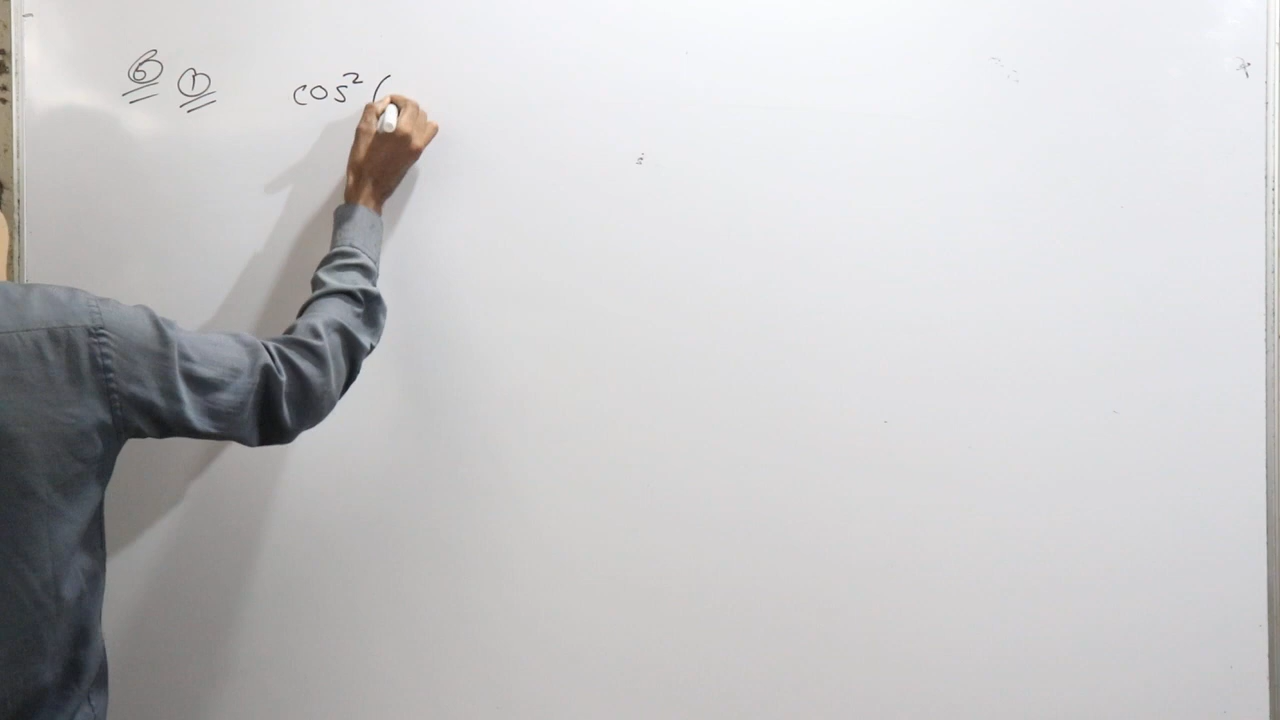 ⑥ ① cos² (